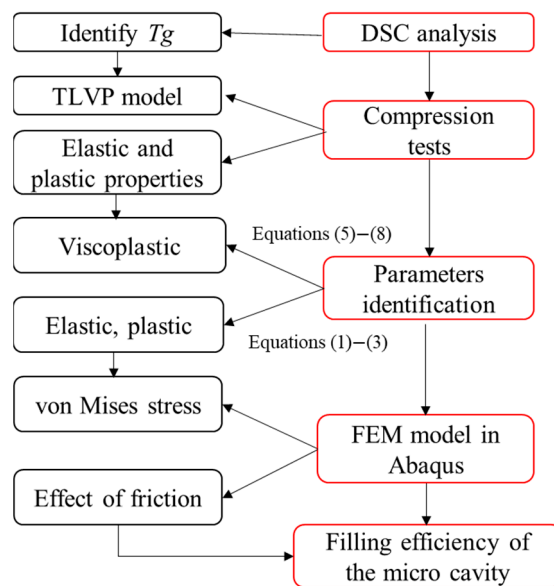 Identify Tg
DSC analysis
TLVP model
Compression
tests
Elastic and
plastic properties
Viscoplastic
Equations (5)−(8)
Parameters
identification
Elastic, plastic
Equations (1)−(3)
von Mises stress
FEM model in
Abaqus
Effect of friction
Filling efficiency of
the micro cavity